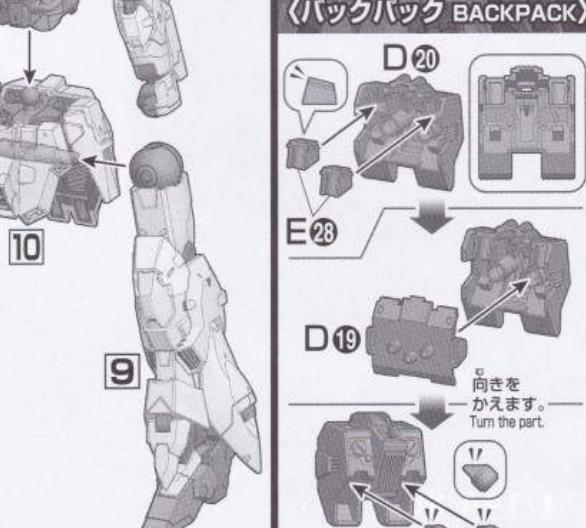 〈バックパック BACKPACK〉
D⑳
E㉘
10
D⑲
9
む
向きを
かえます。
Turn the part.